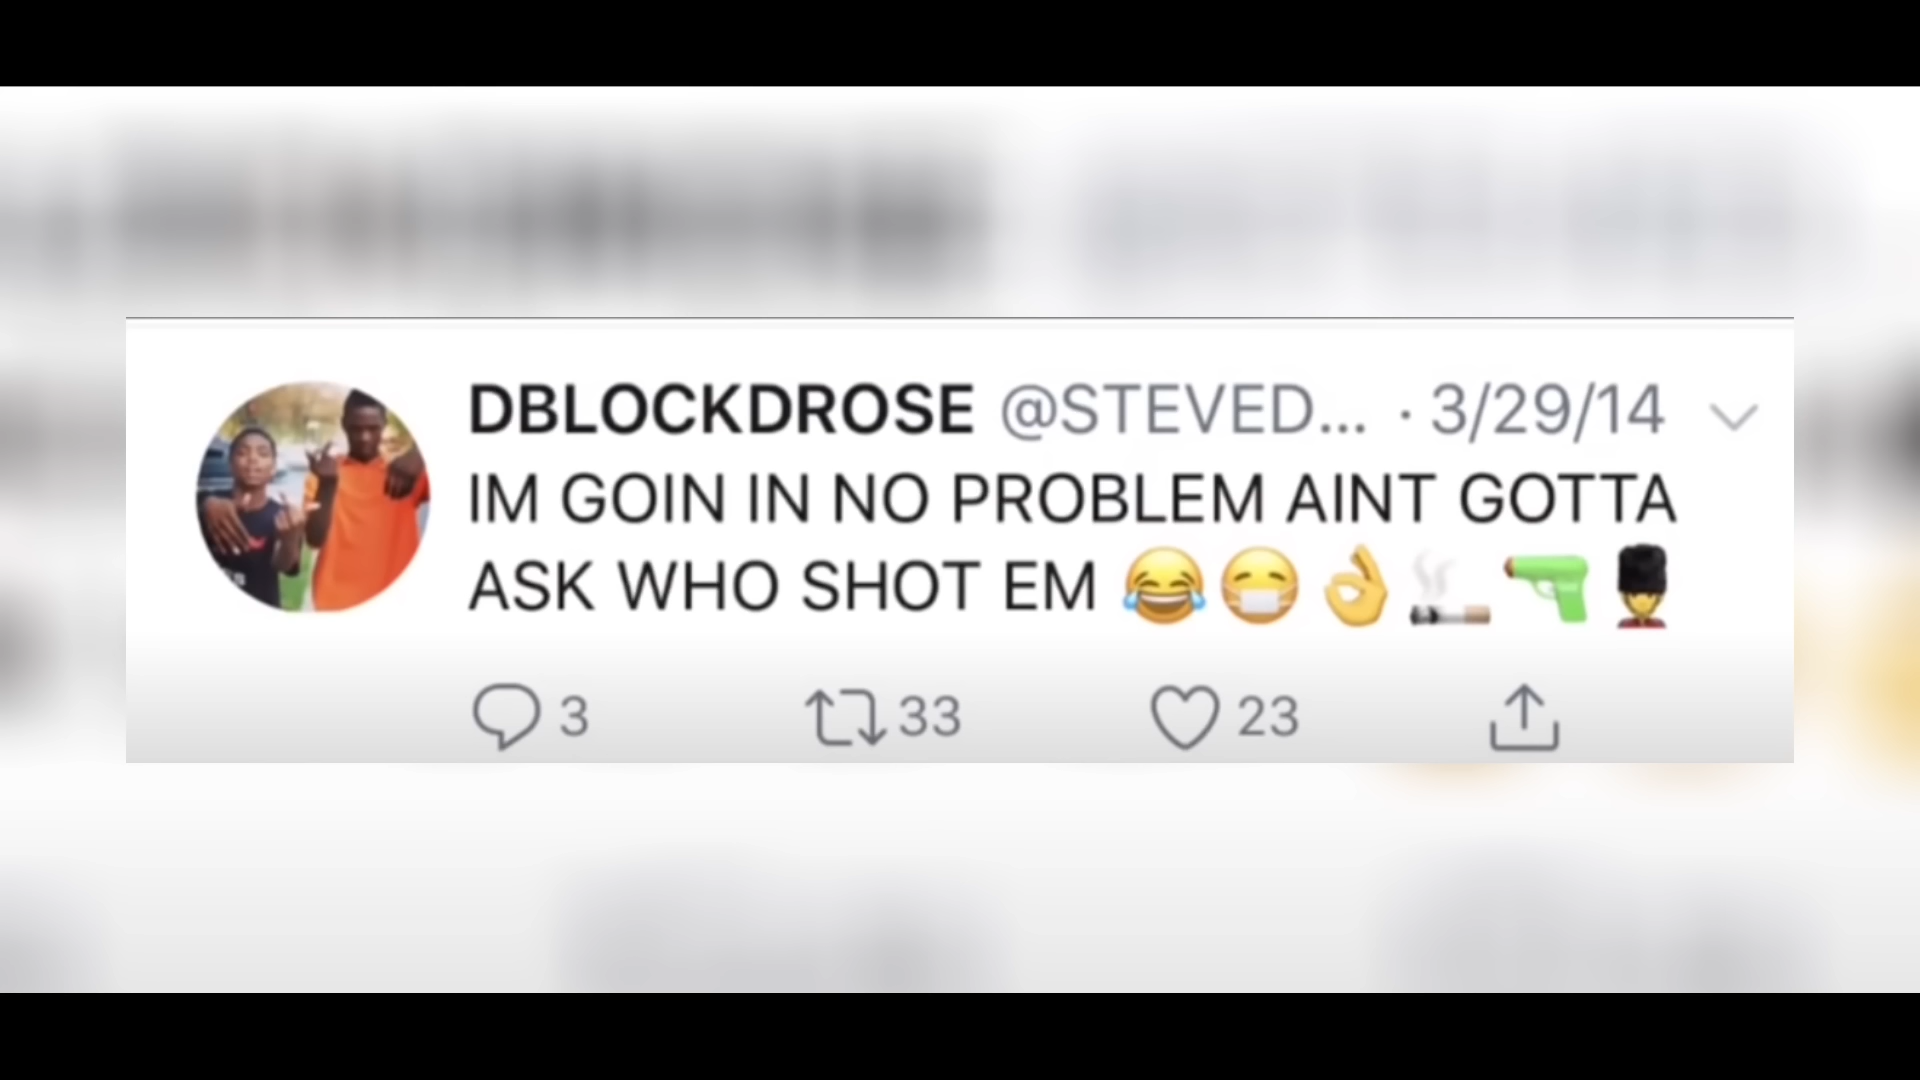 DBLOCKDROSE @STEVED... · 3/29/14
IM GOIN IN NO PROBLEM AINT GOTTA
ASK WHO SHOT EM 😂😷👌🚬🔫💂
3 33 23